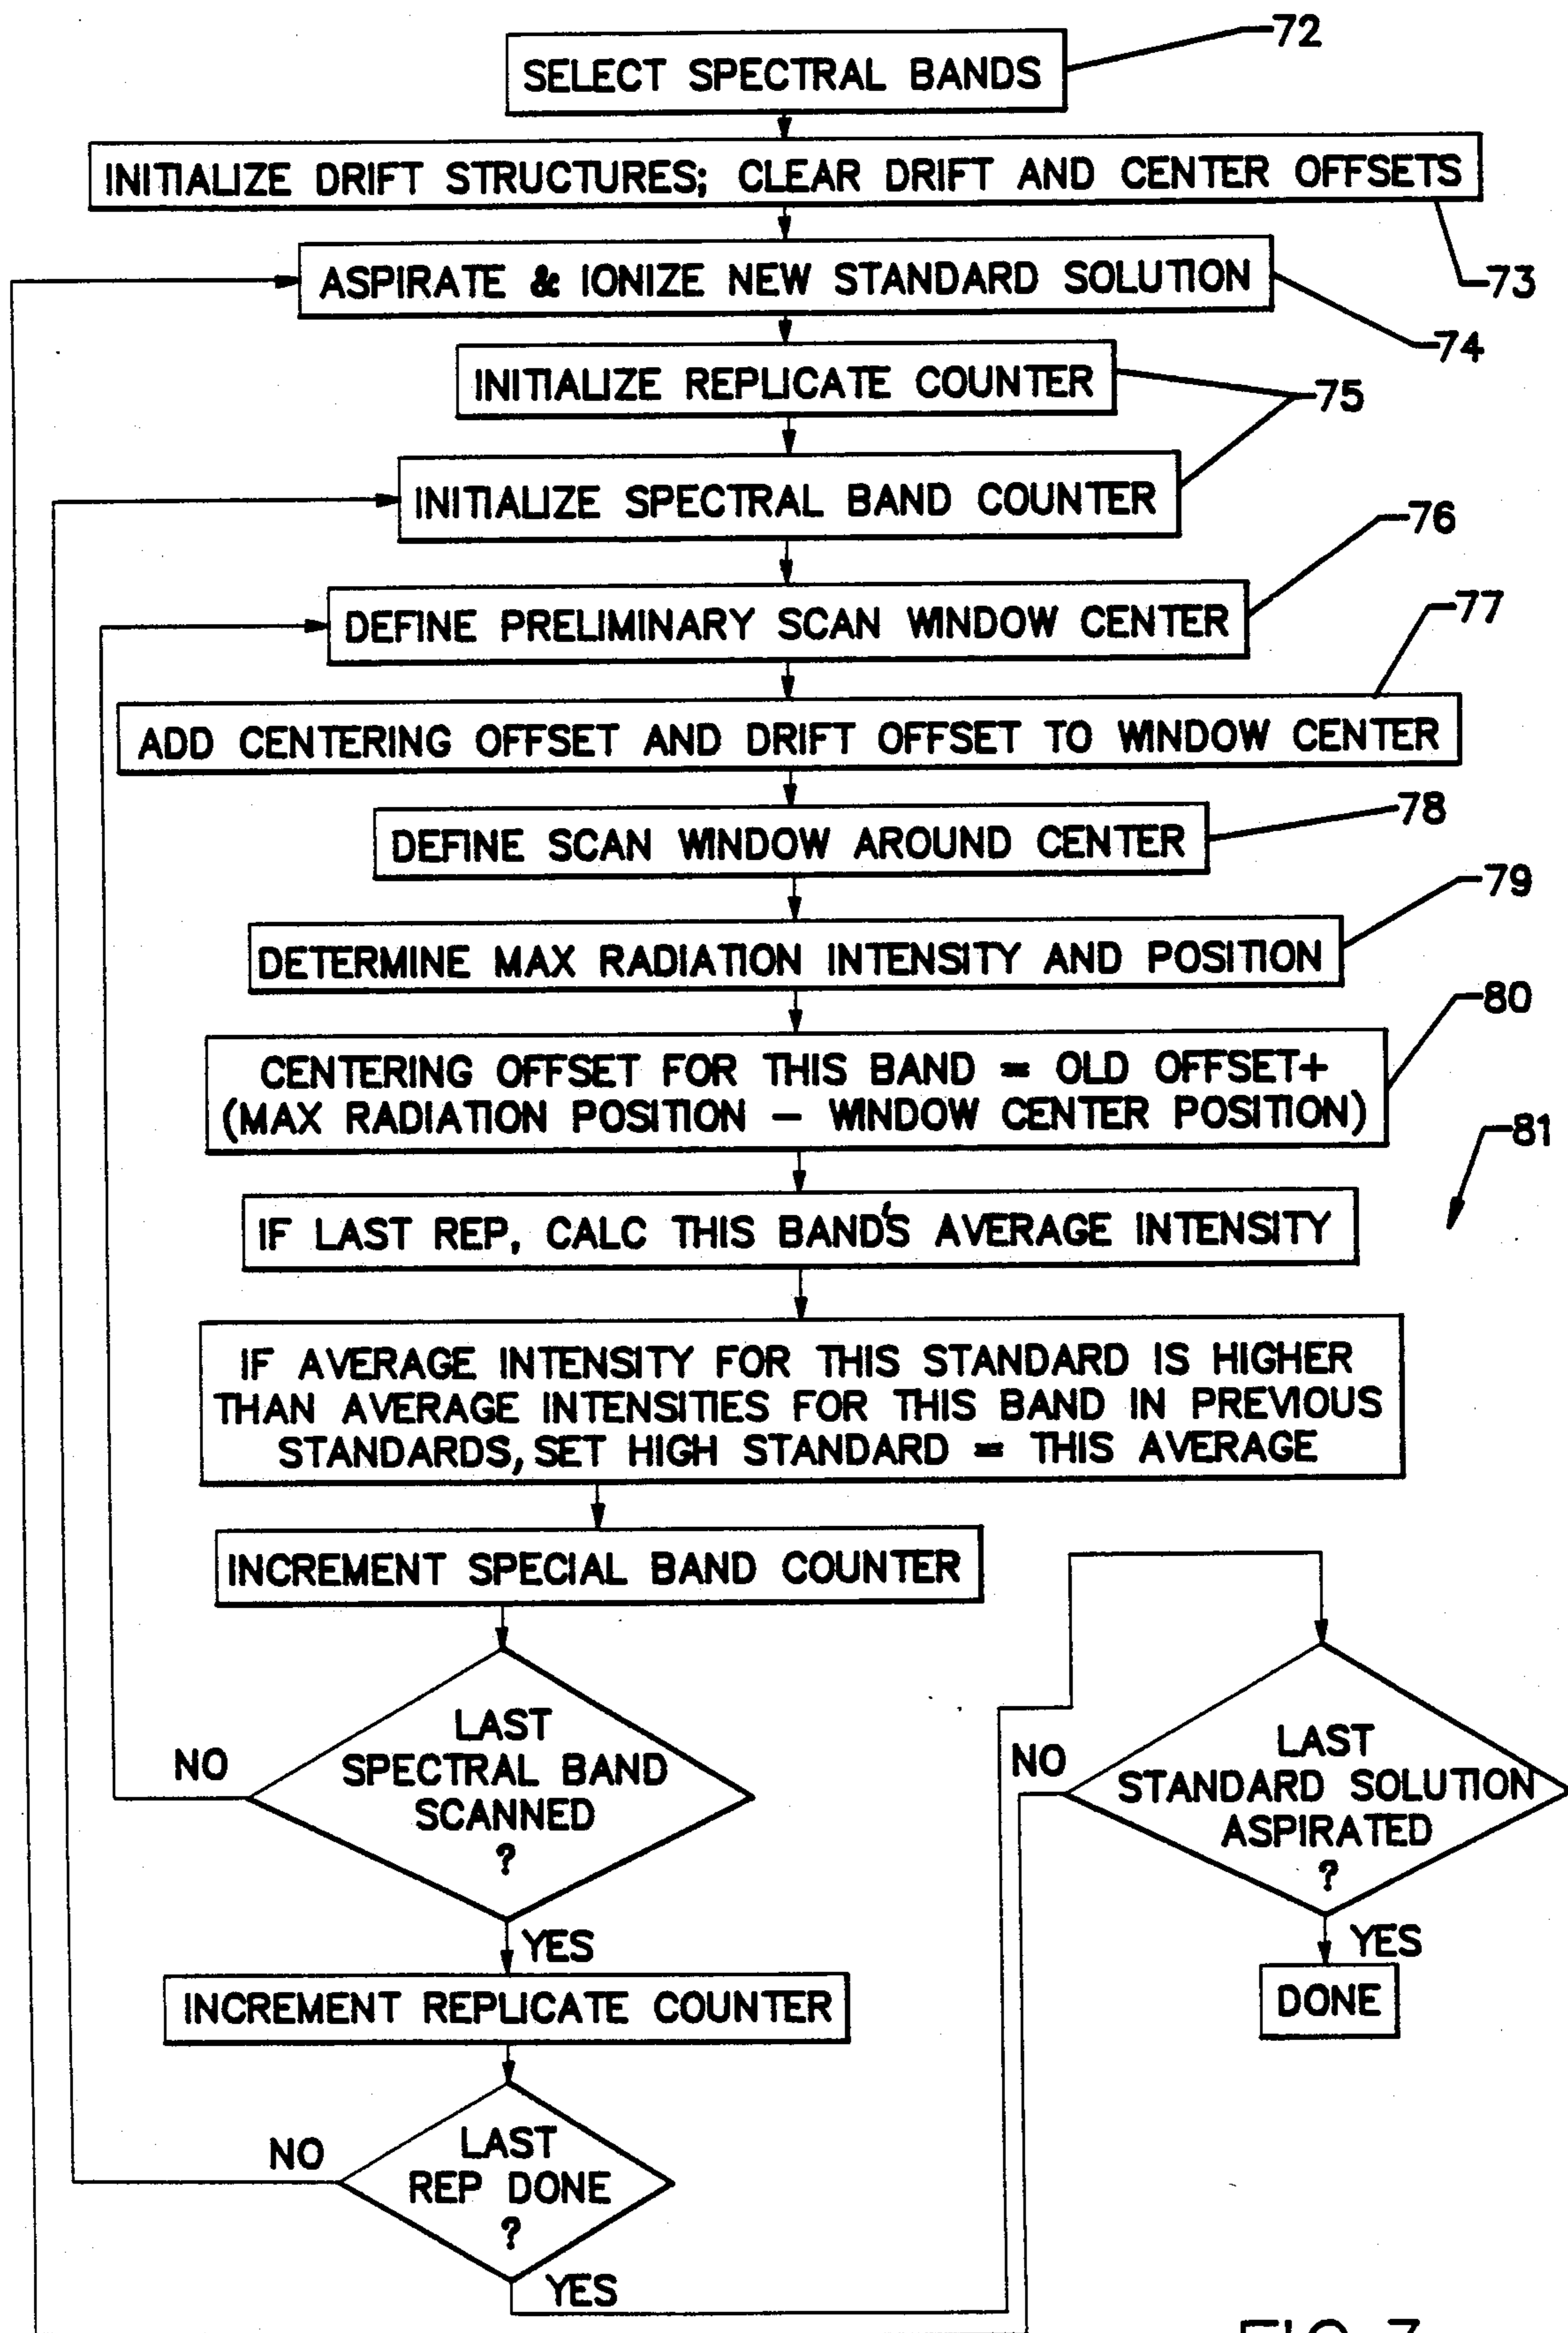 72
SELECT SPECTRAL BANDS
INITIALIZE DRIFT STRUCTURES; CLEAR DRIFT AND CENTER OFFSETS
73
ASPIRATE & IONIZE NEW STANDARD SOLUTION
74
INITIALIZE REPLICATE COUNTER
75
INITIALIZE SPECTRAL BAND COUNTER
76
DEFINE PRELIMINARY SCAN WINDOW CENTER
77
ADD CENTERING OFFSET AND DRIFT OFFSET TO WINDOW CENTER
78
DEFINE SCAN WINDOW AROUND CENTER
79
DETERMINE MAX RADIATION INTENSITY AND POSITION
80
CENTERING OFFSET FOR THIS BAND = OLD OFFSET+
(MAX RADIATION POSITION - WINDOW CENTER POSITION)
81
IF LAST REP, CALC THIS BAND'S AVERAGE INTENSITY
IF AVERAGE INTENSITY FOR THIS STANDARD IS HIGHER
THAN AVERAGE INTENSITIES FOR THIS BAND IN PREVIOUS
STANDARDS, SET HIGH STANDARD = THIS AVERAGE
INCREMENT SPECIAL BAND COUNTER
NO
LAST
SPECTRAL BAND
SCANNED
?
YES
INCREMENT REPLICATE COUNTER
NO
LAST
REP DONE
?
YES
NO
LAST
STANDARD SOLUTION
ASPIRATED
?
YES
DONE